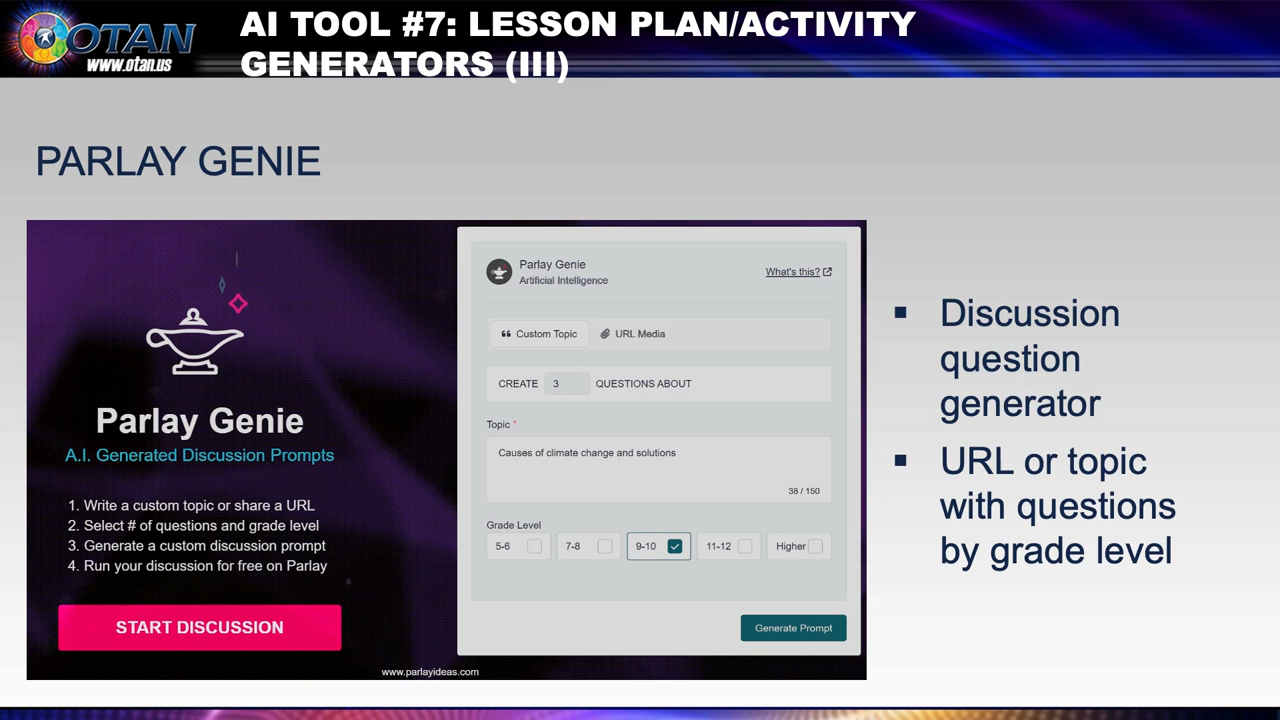 OTAN
www.otan.us
AI TOOL #7: LESSON PLAN/ACTIVITY
GENERATORS (III)
PARLAY GENIE
Parlay Genie
A.I. Generated Discussion Prompts
1. Write a custom topic or share a URL
2. Select # of questions and grade level
3. Generate a custom discussion prompt
4. Run your discussion for free on Parlay
START DISCUSSION
Parlay Genie
Artificial Intelligence
What's this?
Custom Topic
URL Media
CREATE 3 QUESTIONS ABOUT
Topic *
Causes of climate change and solutions
38 / 150
Grade Level
5-6
7-8
9-10
11-12
Higher
Generate Prompt
www.parlayideas.com
▪ Discussion
question
generator
▪ URL or topic
with questions
by grade level